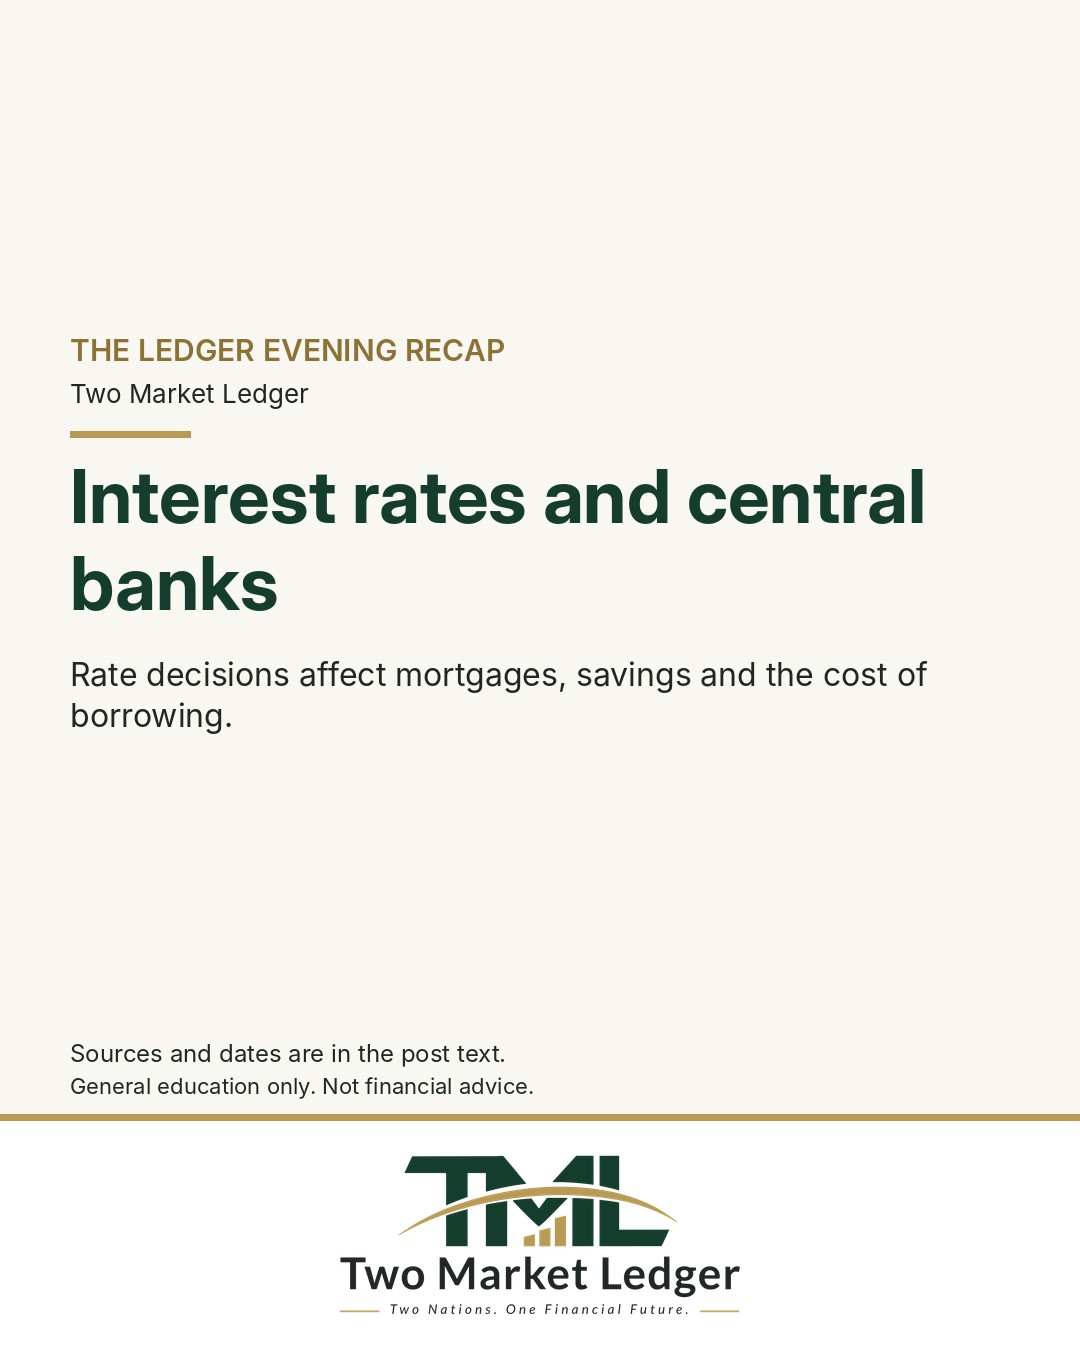 THE LEDGER EVENING RECAP
Two Market Ledger
Interest rates and central
banks
Rate decisions affect mortgages, savings and the cost of
borrowing.
Sources and dates are in the post text.
General education only. Not financial advice.
TML
Two Market Ledger
Two Nations. One Financial Future.